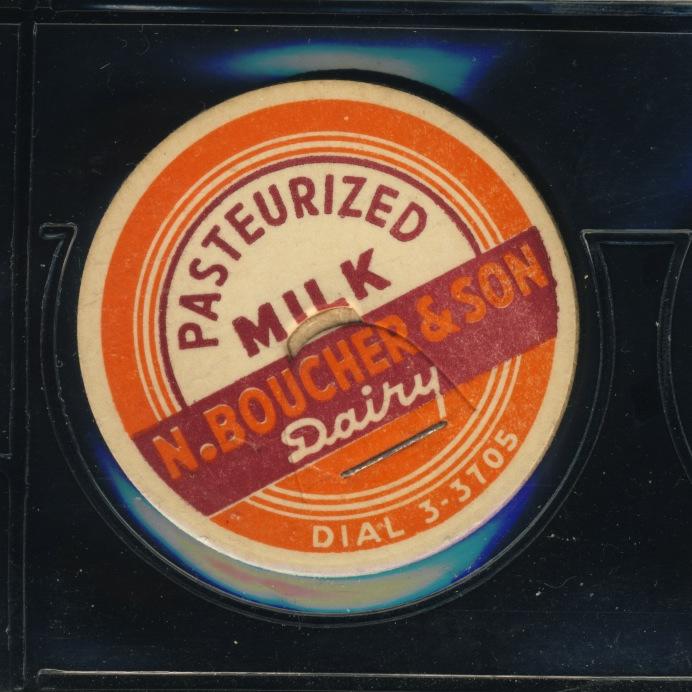 PASTEURIZED
MILK
N. BOUCHER & SON
Dairy
DIAL 3-3705